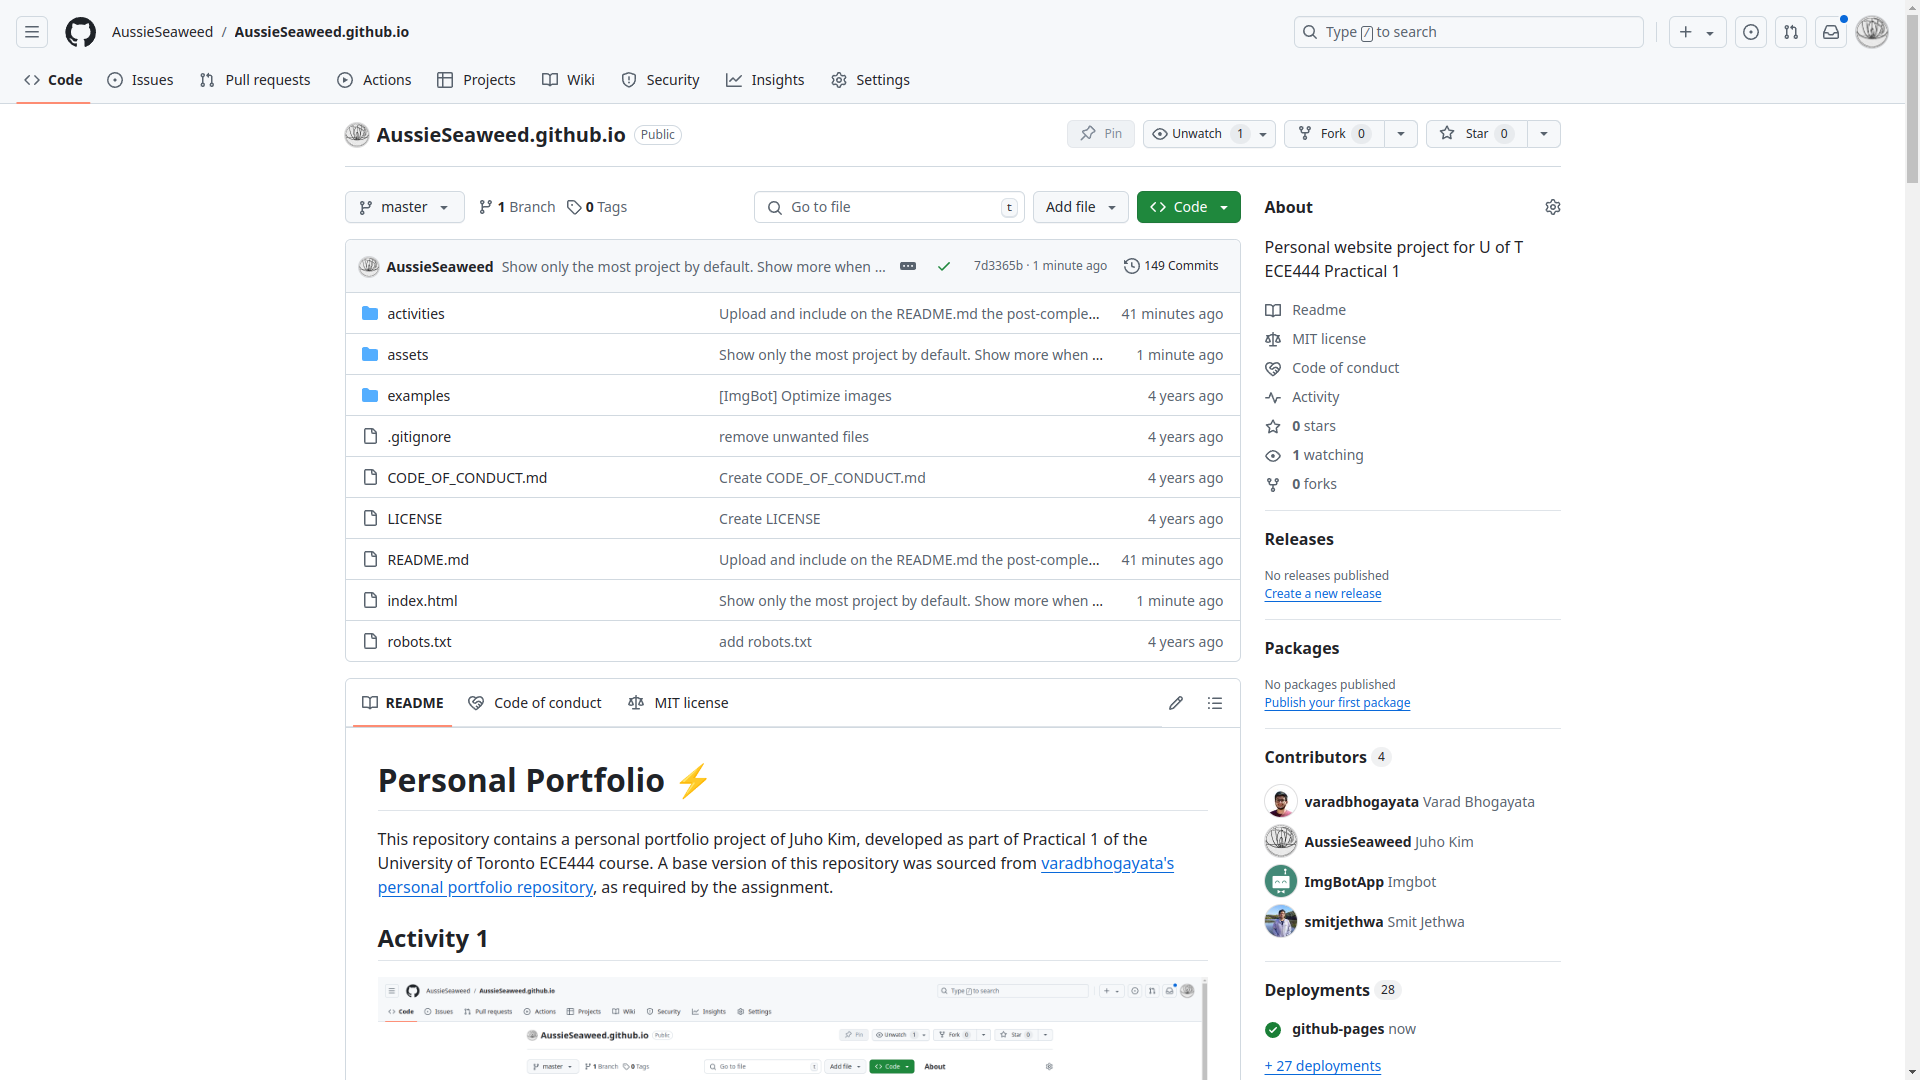 AussieSeaweed / AussieSeaweed.github.io
Type / to search
Code Issues Pull requests Actions Projects Wiki Security Insights Settings
AussieSeaweed.github.io Public
Pin Unwatch 1 Fork 0 Star 0
master 1 Branch 0 Tags Go to file t Add file Code
AussieSeaweed Show only the most project by default. Show more when ... 7d3365b · 1 minute ago 149 Commits
activities Upload and include on the README.md the post-comple... 41 minutes ago
assets Show only the most project by default. Show more when ... 1 minute ago
examples [ImgBot] Optimize images 4 years ago
.gitignore remove unwanted files 4 years ago
CODE_OF_CONDUCT.md Create CODE_OF_CONDUCT.md 4 years ago
LICENSE Create LICENSE 4 years ago
README.md Upload and include on the README.md the post-comple... 41 minutes ago
index.html Show only the most project by default. Show more when ... 1 minute ago
robots.txt add robots.txt 4 years ago
README Code of conduct MIT license
Personal Portfolio ⚡
This repository contains a personal portfolio project of Juho Kim, developed as part of Practical 1 of the
University of Toronto ECE444 course. A base version of this repository was sourced from varadbhogayata's
personal portfolio repository, as required by the assignment.
Activity 1
AussieSeaweed / AussieSeaweed.github.io
Type / to search
Code Issues Pull requests Actions Projects Wiki Security Insights Settings
AussieSeaweed.github.io Public
Pin Unwatch 1 Fork 0 Star 0
master 1 Branch 0 Tags Go to file t Add file Code About
About
Personal website project for U of T
ECE444 Practical 1
Readme
MIT license
Code of conduct
Activity
0 stars
1 watching
0 forks
Releases
No releases published
Create a new release
Packages
No packages published
Publish your first package
Contributors 4
varadbhogayata Varad Bhogayata
AussieSeaweed Juho Kim
ImgBotApp Imgbot
smitjethwa Smit Jethwa
Deployments 28
github-pages now
+ 27 deployments